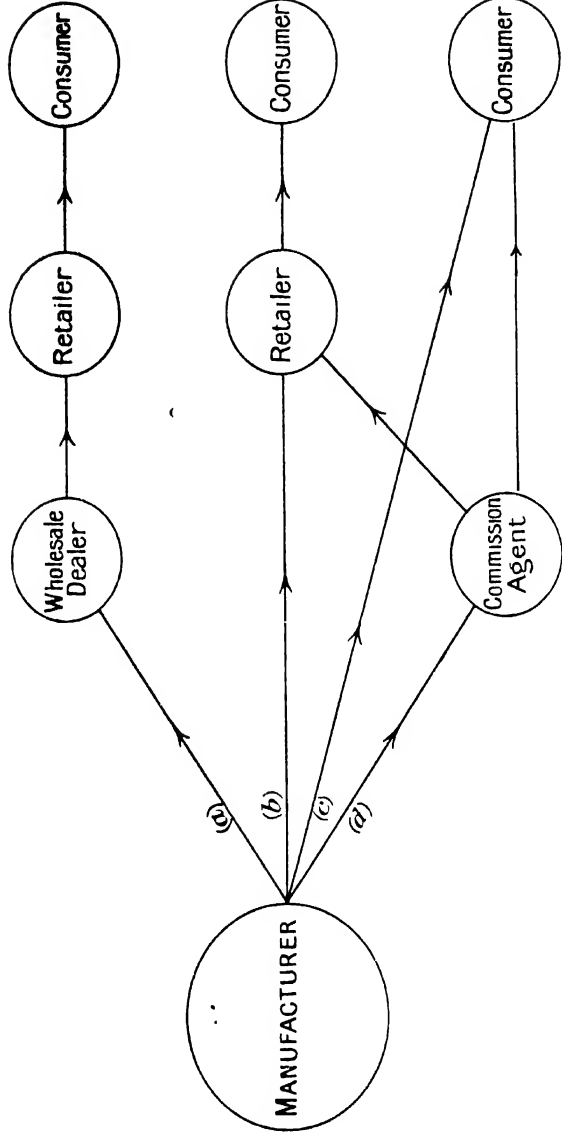 MANUFACTURER
(a)
(b)
(c)
(d)
Wholesale
Dealer
Retailer
Consumer
Retailer
Consumer
Commission
Agent
Consumer